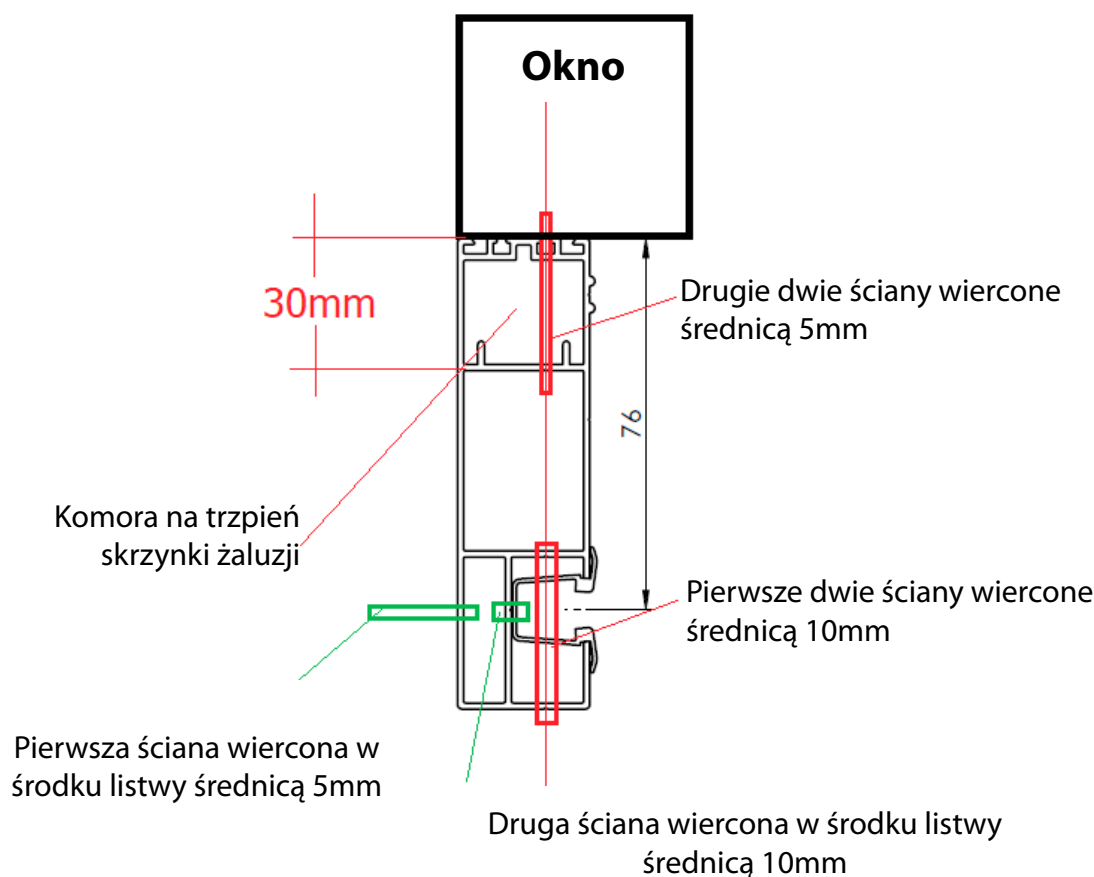 Okno
30mm
Drugie dwie ściany wiercone
średnicą 5mm
76
Komora na trzpień
skrzynki żaluzji
Pierwsze dwie ściany wiercone
średnicą 10mm
Pierwsza ściana wiercona w
środku listwy średnicą 5mm
Druga ściana wiercona w środku listwy
średnicą 10mm